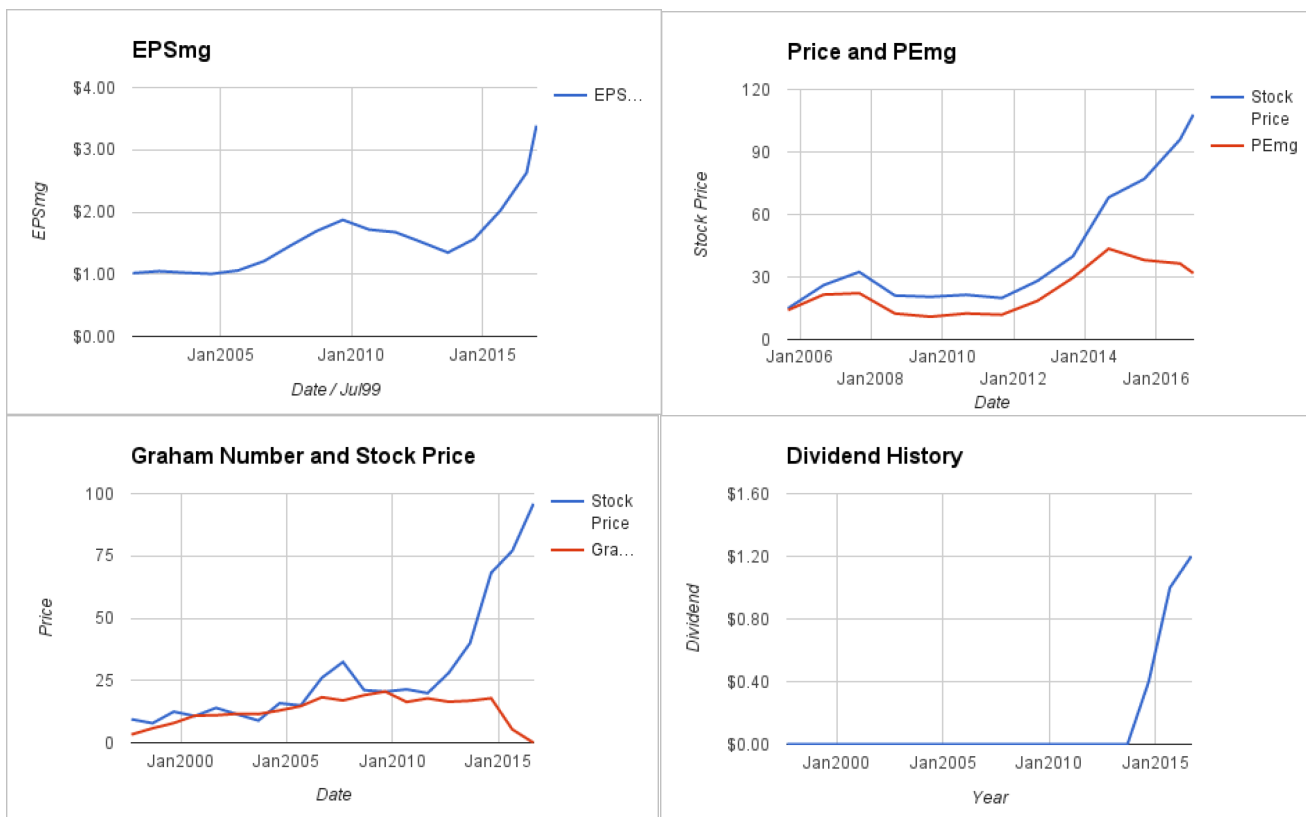 EPSmg
$4.00
$3.00
$2.00
$1.00
$0.00
EPSmg
Jan2005
Jan2010
Jan2015
Date / Jul99
EPS…
Price and PEmg
120
90
60
30
0
Stock Price
Jan2006
Jan2008
Jan2010
Jan2012
Jan2014
Jan2016
Date
Stock
Price
PEmg
Graham Number and Stock Price
100
75
50
25
0
Price
Jan2000
Jan2005
Jan2010
Jan2015
Date
Stock
Price
Gra…
Dividend History
$1.60
$1.20
$0.80
$0.40
$0.00
Dividend
Jan2000
Jan2005
Jan2010
Jan2015
Year